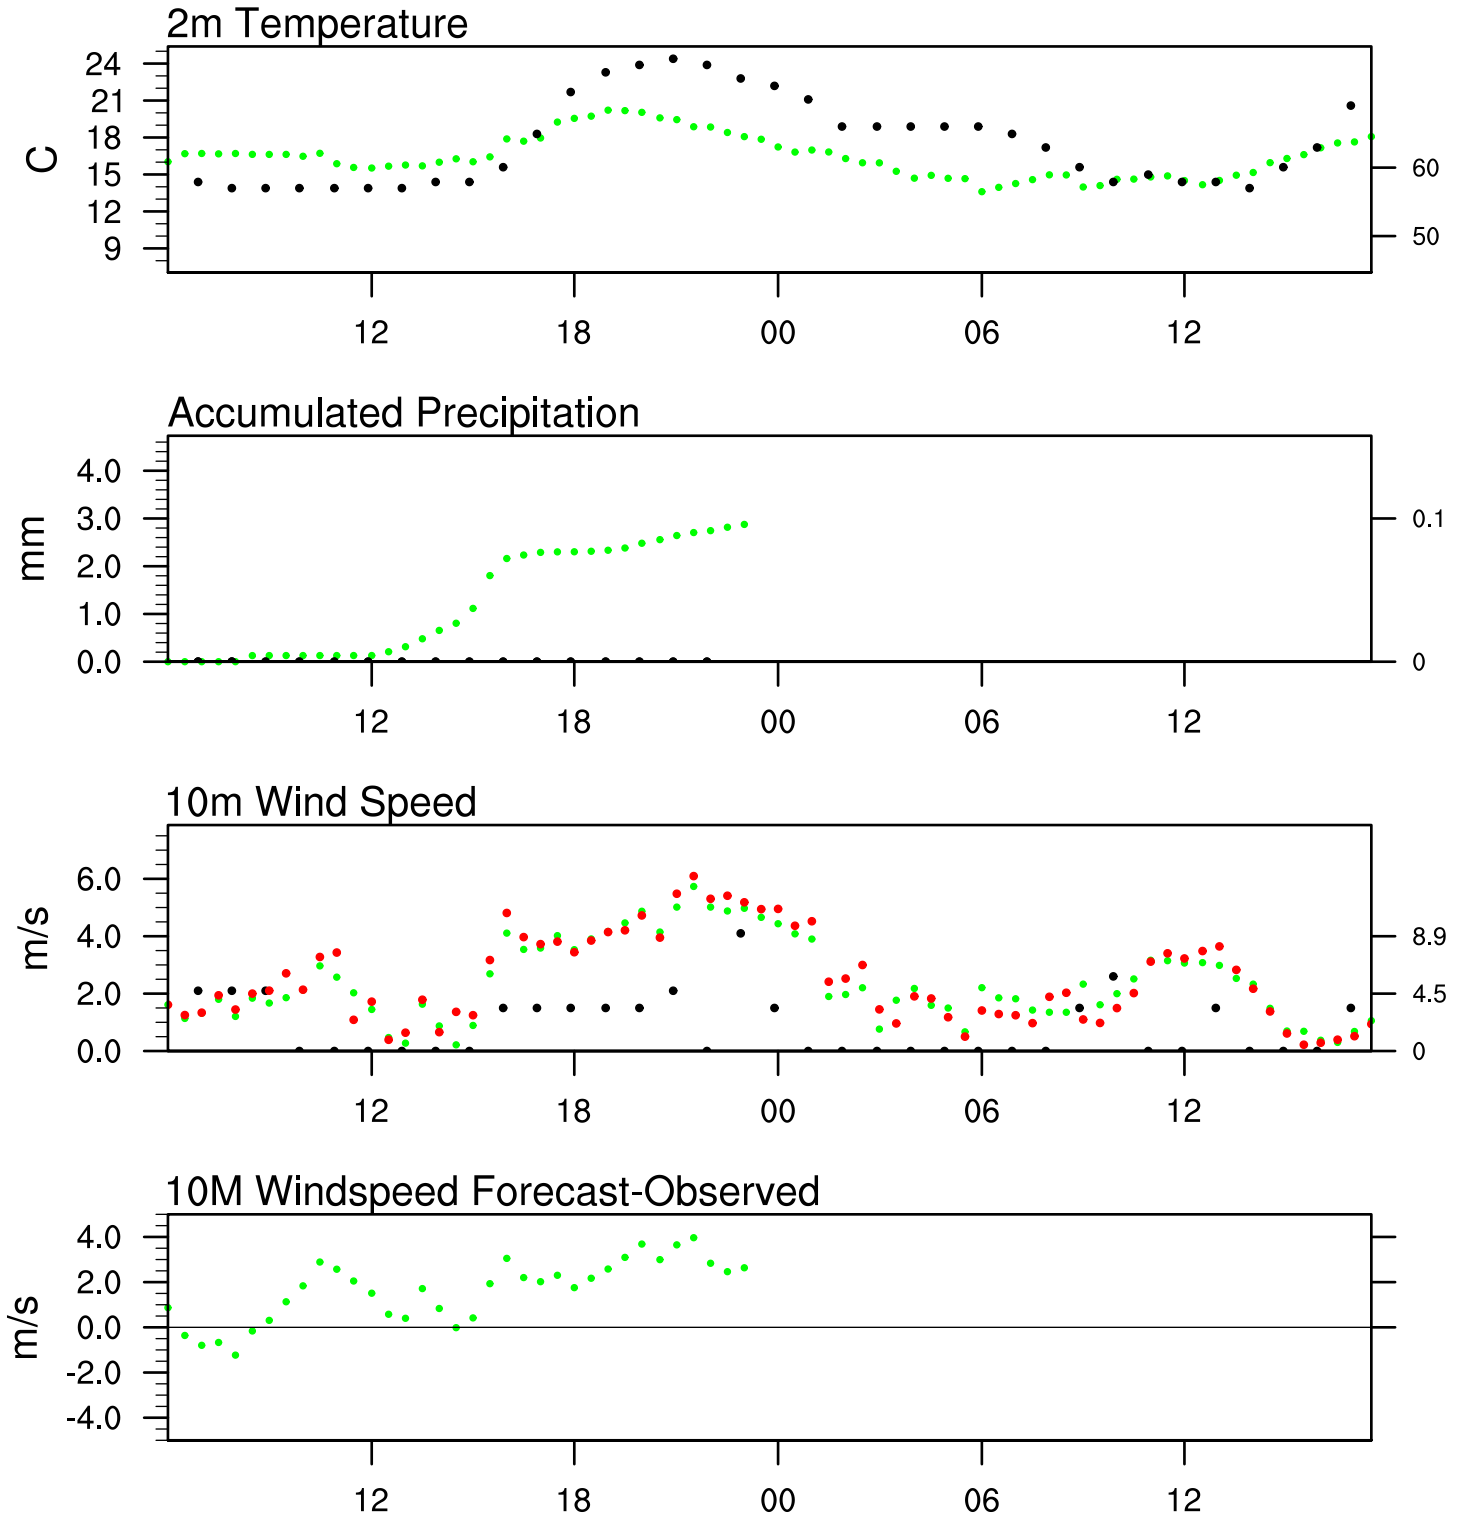 2m Temperature
24
21
18
15
12
9
C
60
50
12 18 00 06 12
Accumulated Precipitation
4.0
3.0
2.0
1.0
0.0
mm
0.1
0
12 18 00 06 12
10m Wind Speed
6.0
4.0
2.0
0.0
m/s
8.9
4.5
0
12 18 00 06 12
10M Windspeed Forecast-Observed
4.0
2.0
0.0
-2.0
-4.0
m/s
12 18 00 06 12